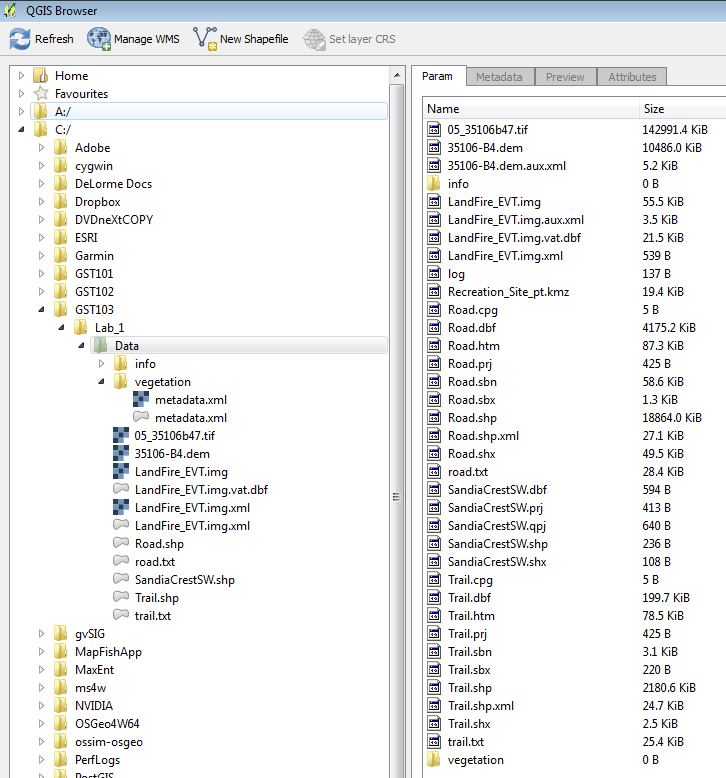 QGIS Browser
Refresh Manage WMS New Shapefile Set layer CRS
Home
Favourites
A:/
C:/
Adobe
cygwin
DeLorme Docs
Dropbox
DVDneXtCOPY
ESRI
Garmin
GST101
GST102
GST103
Lab_1
Data
info
vegetation
metadata.xml
metadata.xml
05_35106b47.tif
35106-B4.dem
LandFire_EVT.img
LandFire_EVT.img.vat.dbf
LandFire_EVT.img.xml
LandFire_EVT.img.xml
Road.shp
road.txt
SandiaCrestSW.shp
Trail.shp
trail.txt
gvSIG
MapFishApp
MaxEnt
ms4w
NVIDIA
OSGeo4W64
ossim-osgeo
PerfLogs
PostGIS
Param Metadata Preview Attributes
Name Size
05_35106b47.tif 142991.4 KiB
35106-B4.dem 10486.0 KiB
35106-B4.dem.aux.xml 5.2 KiB
info 0 B
LandFire_EVT.img 55.5 KiB
LandFire_EVT.img.aux.xml 3.5 KiB
LandFire_EVT.img.vat.dbf 21.5 KiB
LandFire_EVT.img.xml 539 B
log 137 B
Recreation_Site_pt.kmz 19.4 KiB
Road.cpg 5 B
Road.dbf 4175.2 KiB
Road.htm 87.3 KiB
Road.prj 425 B
Road.sbn 58.6 KiB
Road.sbx 1.3 KiB
Road.shp 18864.0 KiB
Road.shp.xml 27.1 KiB
Road.shx 49.5 KiB
road.txt 28.4 KiB
SandiaCrestSW.dbf 594 B
SandiaCrestSW.prj 413 B
SandiaCrestSW.qpj 640 B
SandiaCrestSW.shp 236 B
SandiaCrestSW.shx 108 B
Trail.cpg 5 B
Trail.dbf 199.7 KiB
Trail.htm 78.5 KiB
Trail.prj 425 B
Trail.sbn 3.1 KiB
Trail.sbx 220 B
Trail.shp 2180.6 KiB
Trail.shp.xml 24.7 KiB
Trail.shx 2.5 KiB
trail.txt 25.4 KiB
vegetation 0 B